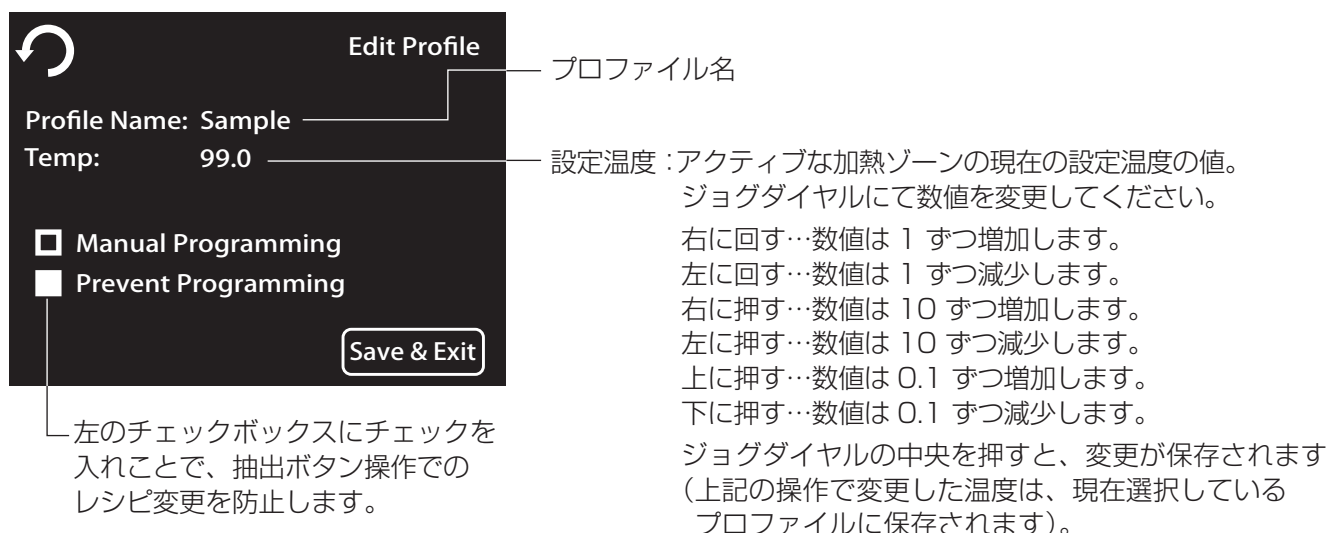 Edit Profile
Profile Name: Sample
Temp: 99.0
Manual Programming
Prevent Programming
Save & Exit
プロファイル名
設定温度：アクティブな加熱ゾーンの現在の設定温度の値。
ジョグダイヤルにて数値を変更してください。
右に回す…数値は 1 ずつ増加します。
左に回す…数値は 1 ずつ減少します。
右に押す…数値は 10 ずつ増加します。
左に押す…数値は 10 ずつ減少します。
上に押す…数値は 0.1 ずつ増加します。
下に押す…数値は 0.1 ずつ減少します。
ジョグダイヤルの中央を押すと、変更が保存されます
（上記の操作で変更した温度は、現在選択している
プロファイルに保存されます）。
左のチェックボックスにチェックを
入れことで、抽出ボタン操作での
レシピ変更を防止します。